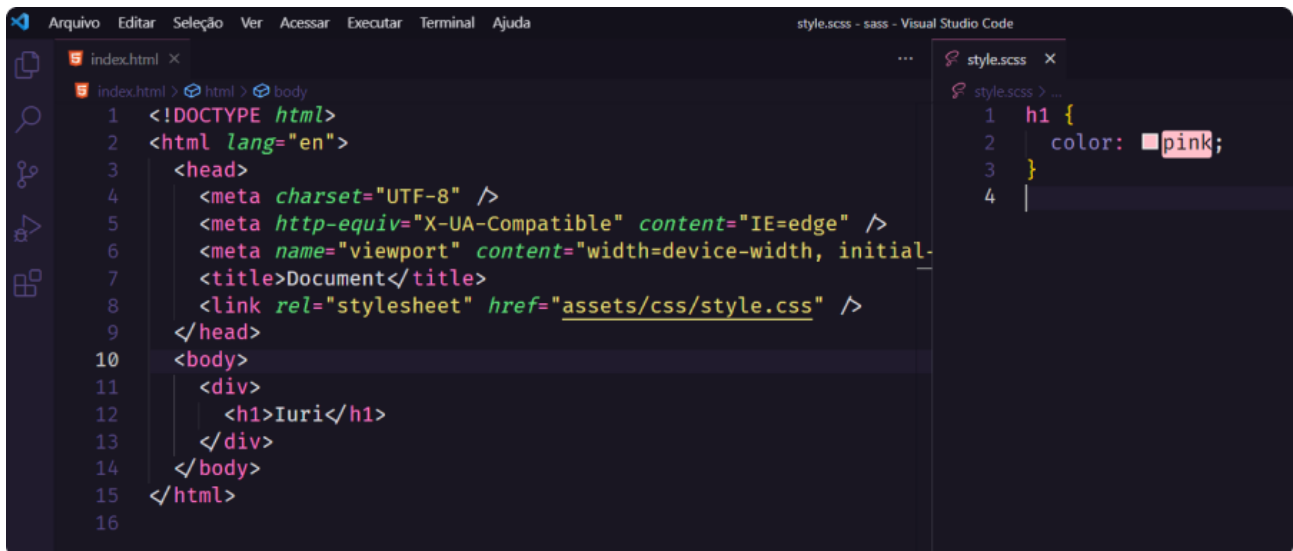 Arquivo Editar Seleção Ver Acessar Executar Terminal Ajuda style.scss - sass - Visual Studio Code
index.html
index.html > html > body
1 <!DOCTYPE html>
2 <html lang="en">
3 <head>
4 <meta charset="UTF-8" />
5 <meta http-equiv="X-UA-Compatible" content="IE=edge" />
6 <meta name="viewport" content="width=device-width, initial-
7 <title>Document</title>
8 <link rel="stylesheet" href="assets/css/style.css" />
9 </head>
10 <body>
11 <div>
12 <h1>Iuri</h1>
13 </div>
14 </body>
15 </html>
16
style.scss
style.scss > ...
1 h1 {
2 color: pink;
3 }
4